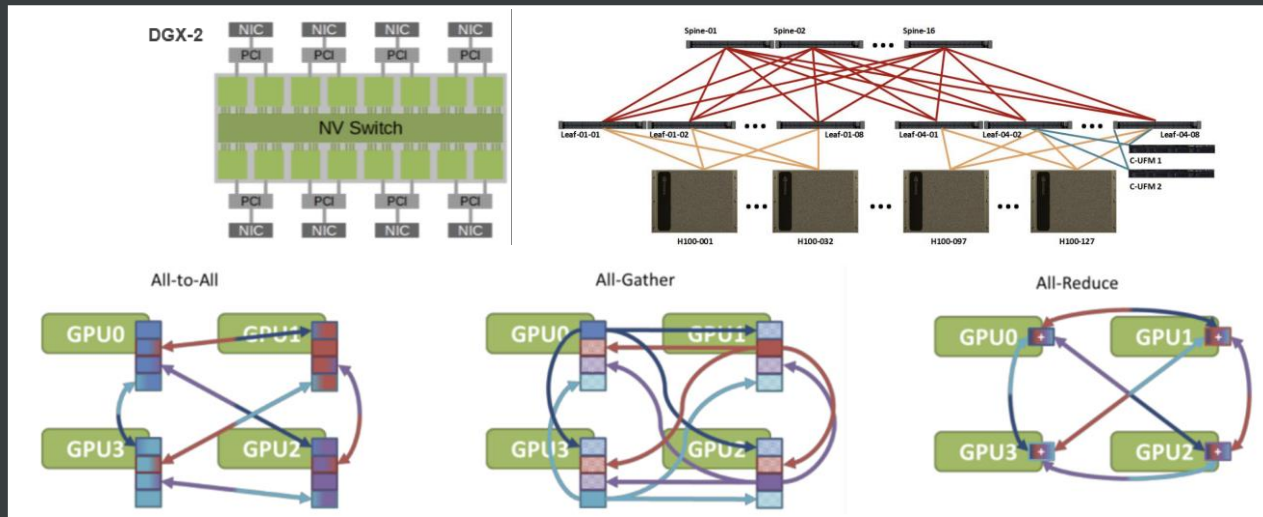 DGX-2
NIC NIC NIC NIC
PCI PCI PCI PCI
NV Switch
PCI PCI PCI PCI
NIC NIC NIC NIC
Spine-01 Spine-02 Spine-16
Leaf-01-01 Leaf-01-02 Leaf-01-08 Leaf-04-01 Leaf-04-02 Leaf-04-08
C-UFM 1
C-UFM 2
H100-001 H100-032 H100-097 H100-127
All-to-All
GPU0 GPU1
GPU3 GPU2
All-Gather
GPU0 GPU1
GPU3 GPU2
All-Reduce
GPU0 GPU1
GPU3 GPU2